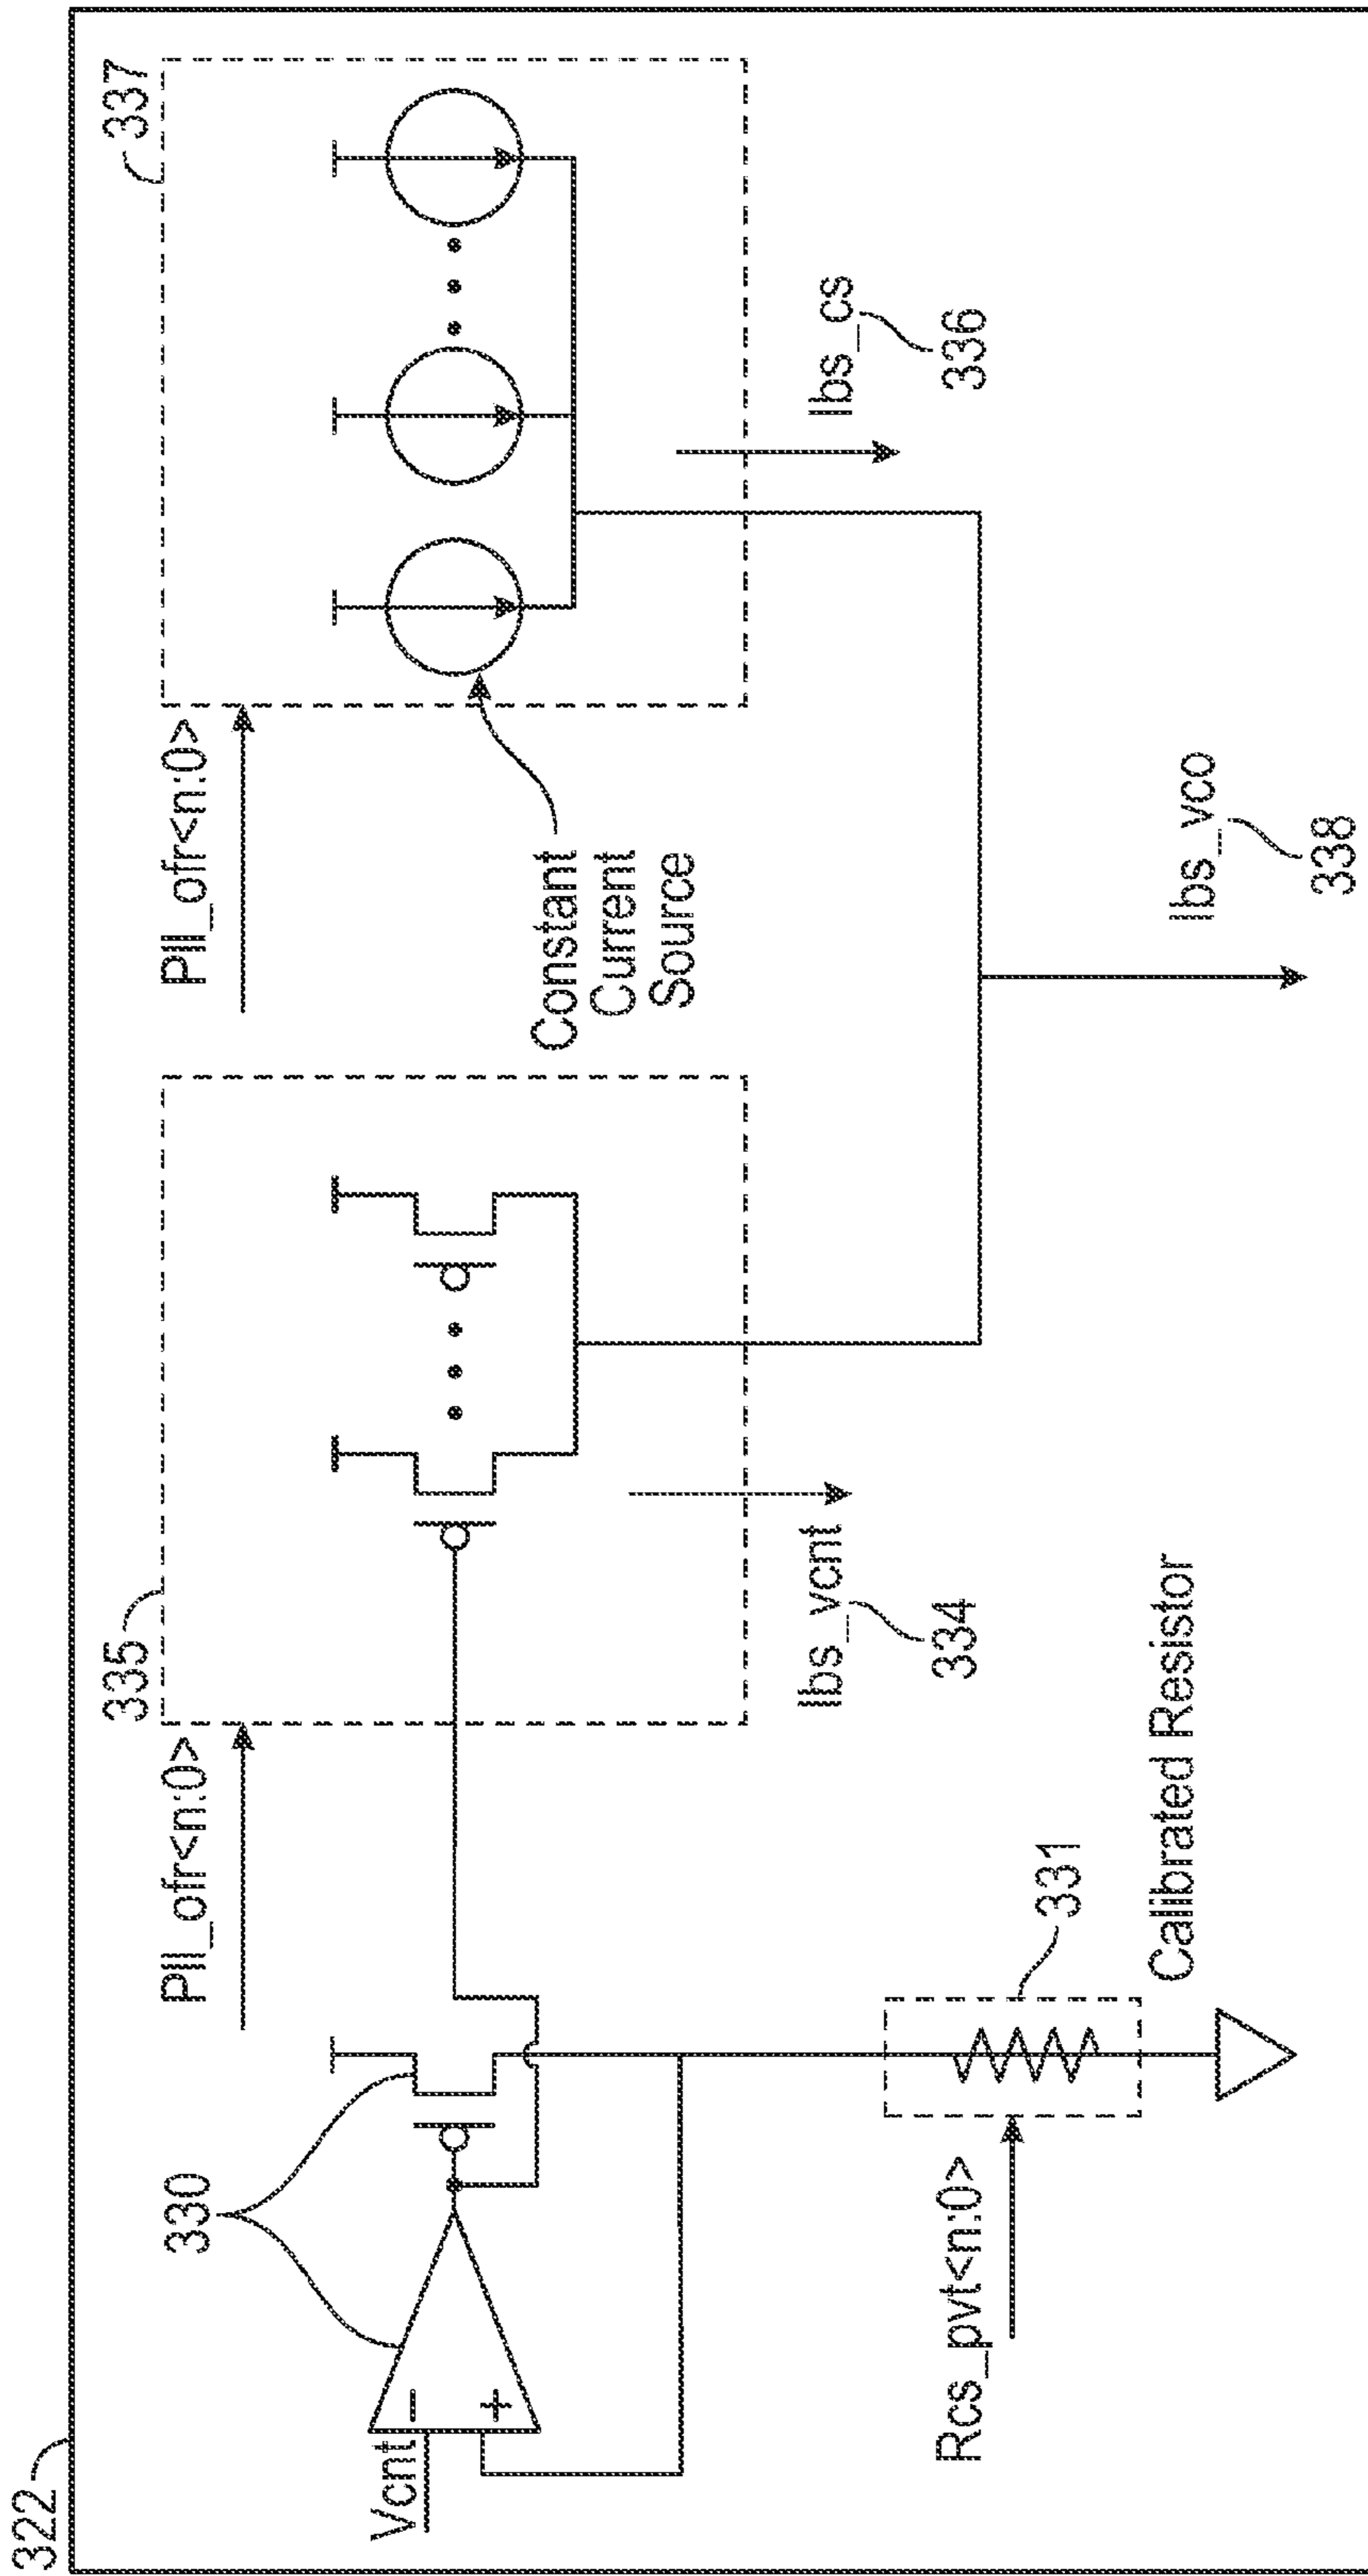 322
337
Pll_ofr<n:0>
Constant
Current
Source
Ibs_cs
336
335
Pll_ofr<n:0>
Ibs_vcnt
334
Ibs_vco
338
330
Vcnt
−
+
331
Rcs_pvt<n:0>
Calibrated Resistor